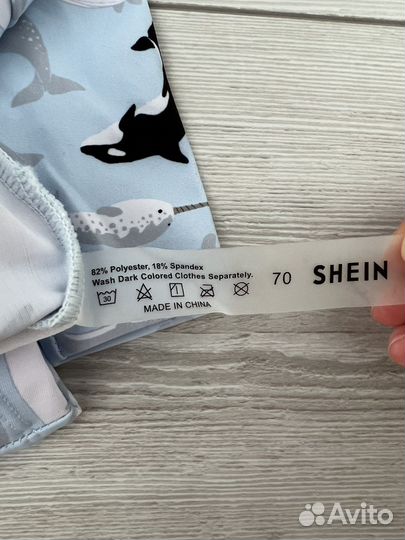 82% Polyester, 18% Spandex
Wash Dark Colored Clothes Separately.
30
MADE IN CHINA
70 SHEIN
Avito